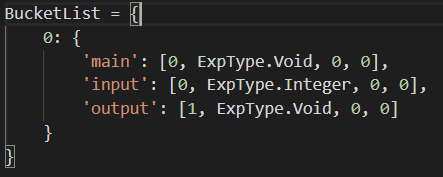 BucketList = {
    0: {
        'main': [0, ExpType.Void, 0, 0],
        'input': [0, ExpType.Integer, 0, 0],
        'output': [1, ExpType.Void, 0, 0]
    }
}